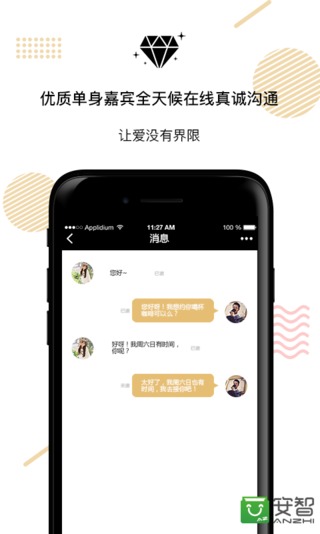 优质单身嘉宾全天候在线真诚沟通
让爱没有界限
Applidium
11:27 AM
100 %
消息
您好~
已读
已读
您好呀！我想约你喝杯
咖啡可以么？
好呀！我周六日有时间，
你呢？
已读
太好了，我周六日也有
时间，我去接你吧！
安智
ANZHI